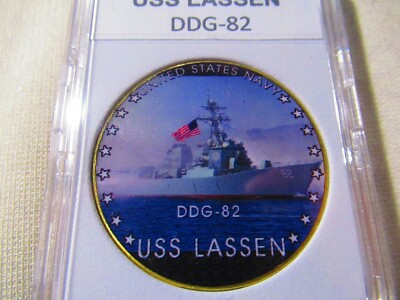 USS LASSEN
DDG-82
UNITED STATES NAVY
82
DDG-82
USS LASSEN